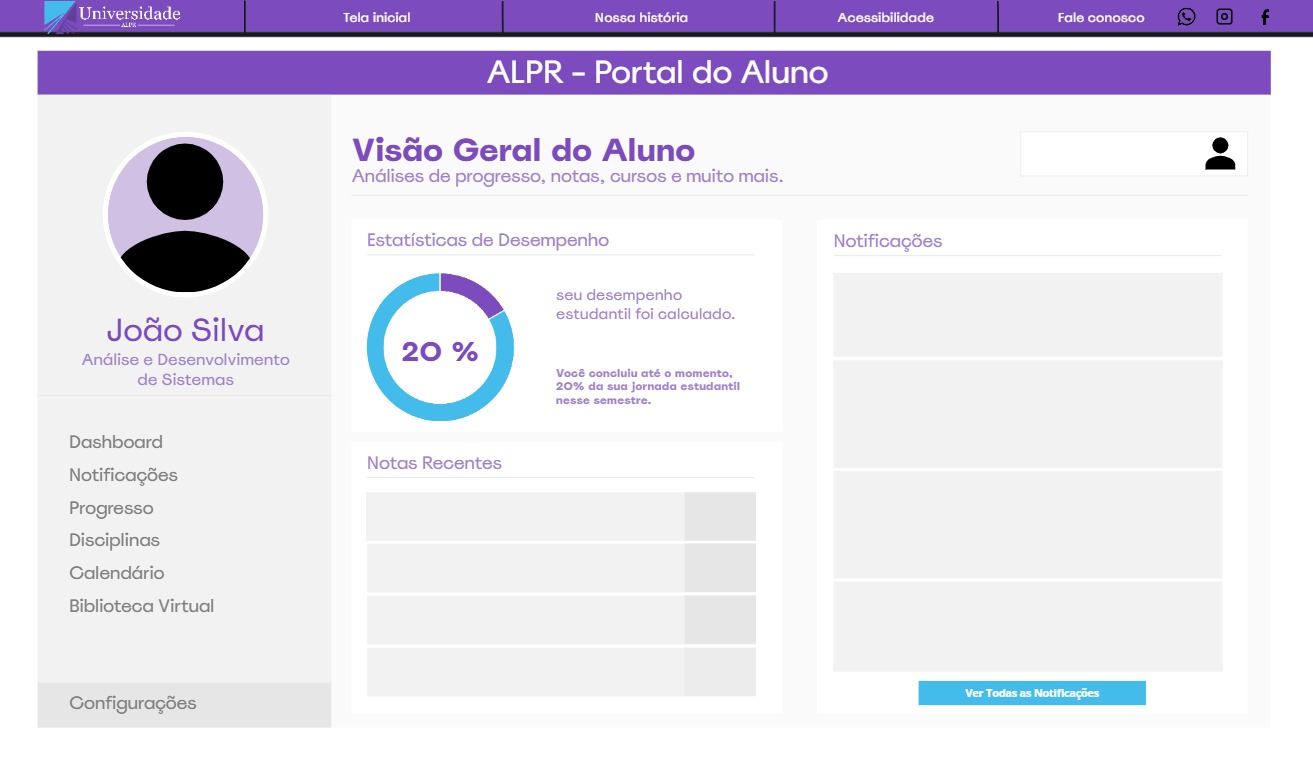 Universidade
ALPR
Tela inicial
Nossa história
Acessibilidade
Fale conosco
ALPR - Portal do Aluno
João Silva
Análise e Desenvolvimento
de Sistemas
Dashboard
Notificações
Progresso
Disciplinas
Calendário
Biblioteca Virtual
Configurações
Visão Geral do Aluno
Análises de progresso, notas, cursos e muito mais.
Estatísticas de Desempenho
20 %
seu desempenho
estudantil foi calculado.
Você concluiu até o momento,
20% da sua jornada estudantil
nesse semestre.
Notas Recentes
Notificações
Ver Todas as Notificações